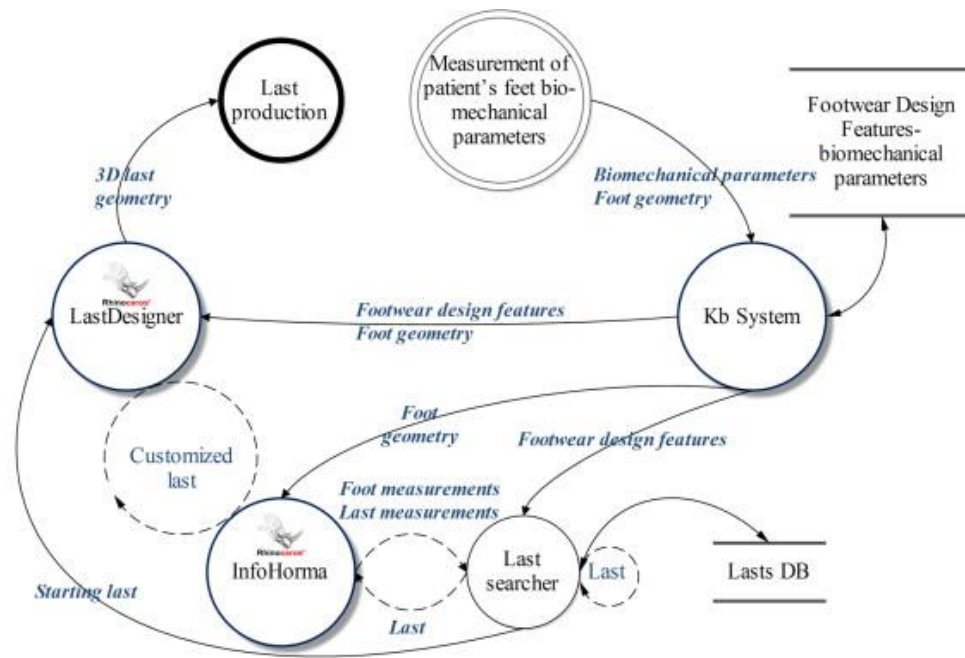 Last
production
Measurement of
patient's feet bio-
mechanical
parameters
Footwear Design
Features-
biomechanical
parameters
3D last
geometry
Biomechanical parameters
Foot geometry
Rhinoceros
LastDesigner
Footwear design features
Foot geometry
Kb System
Foot
geometry
Footwear design features
Customized
last
Foot measurements
Last measurements
Rhinoceros
InfoHorma
Last
searcher
Last
Lasts DB
Starting last
Last